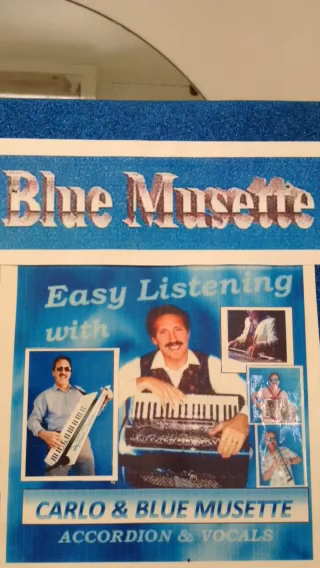 Blue Musette
Easy Listening
with
CARLO & BLUE MUSETTE
ACCORDION & VOCALS